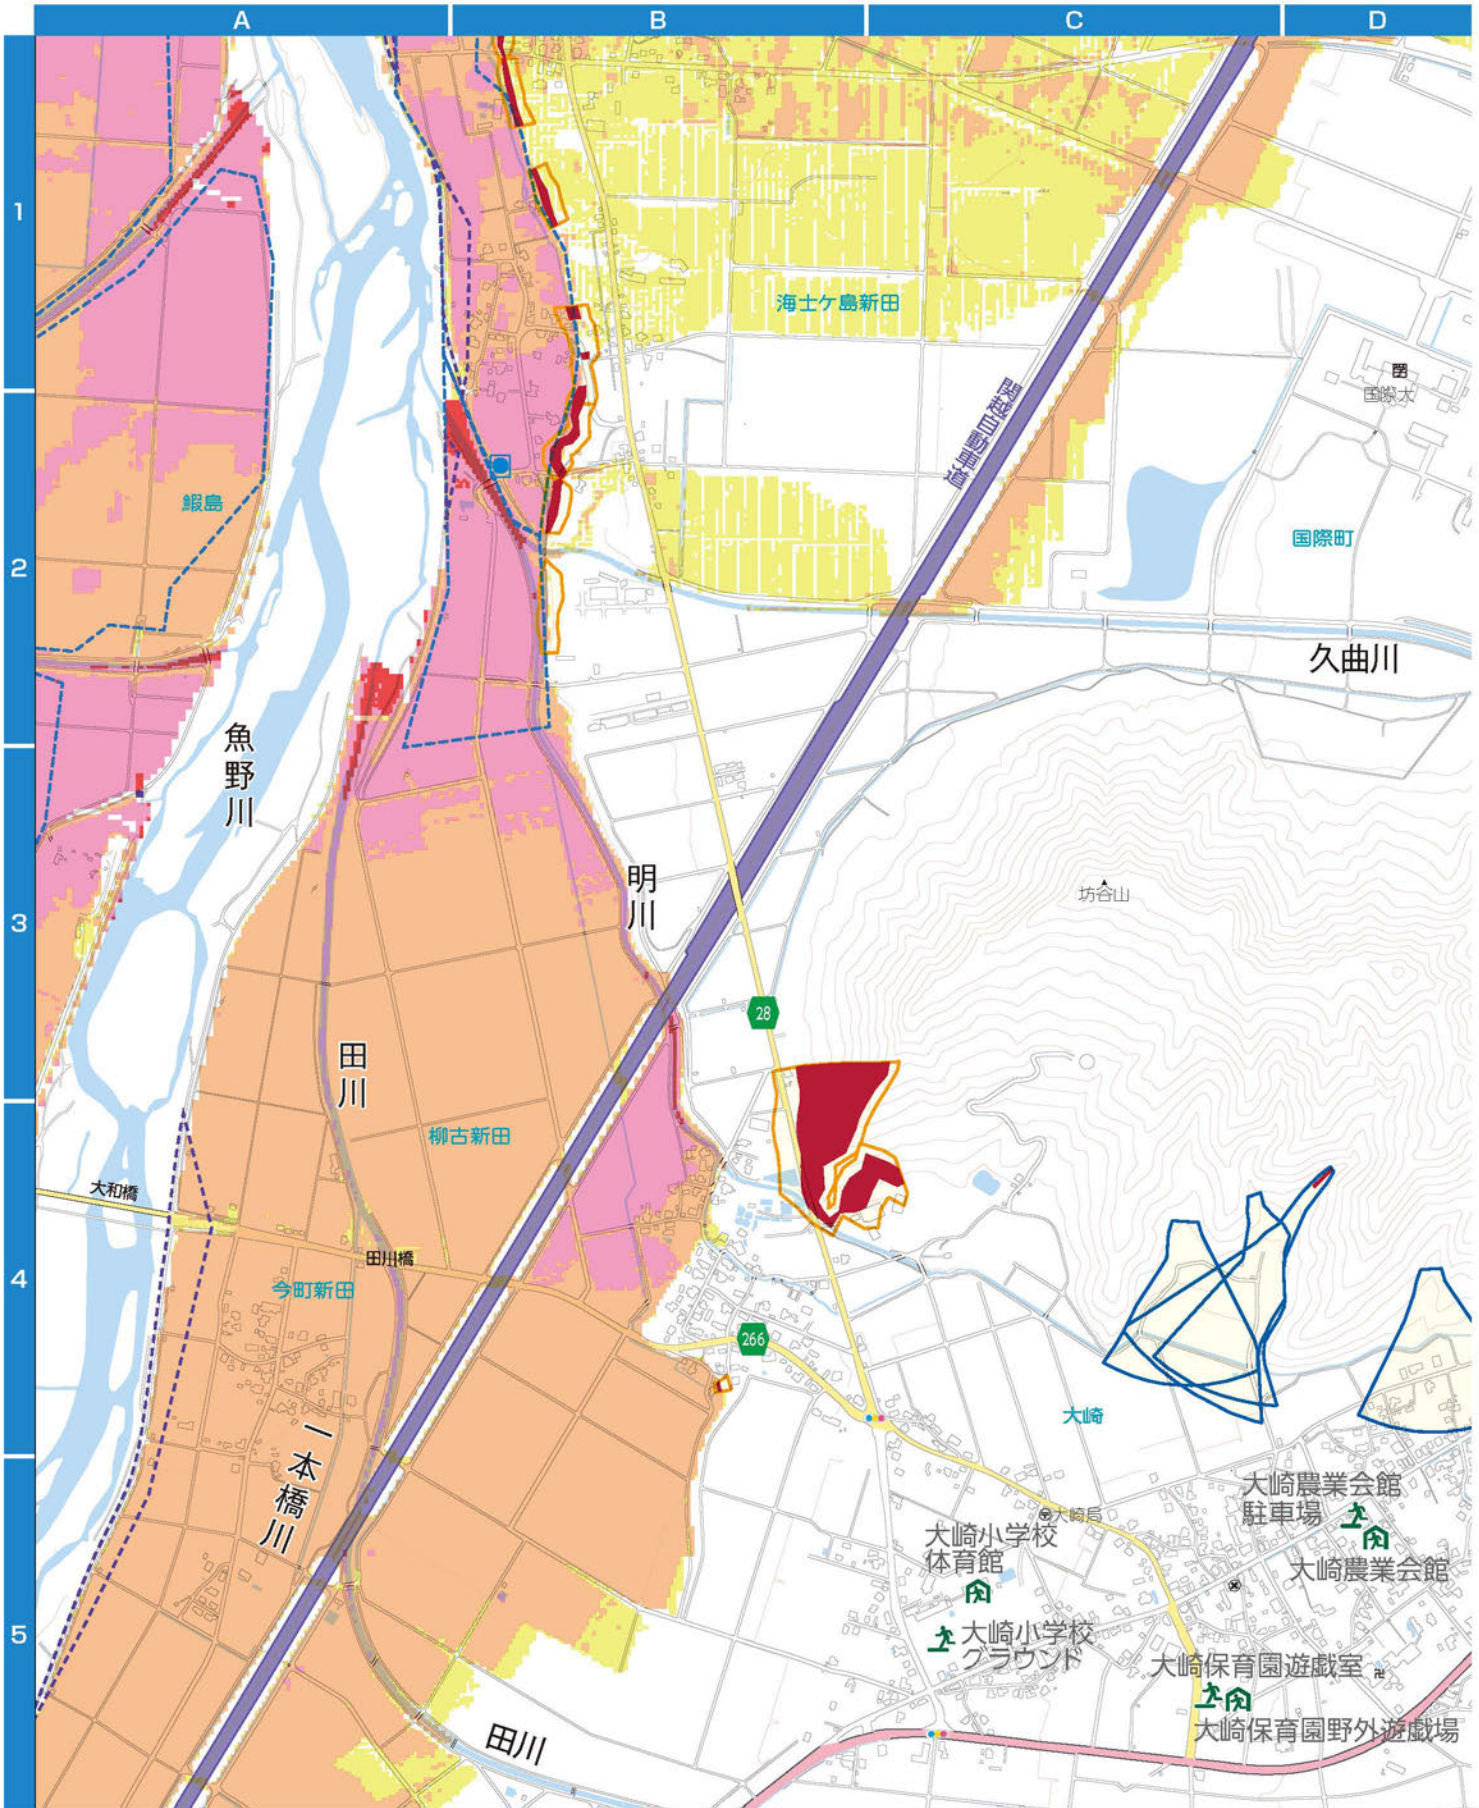 A
B
C
D
1
2
3
4
5
海士ケ島新田
関越自動車道
国際大
鰕島
国際町
久曲川
魚野川
明川
坊谷山
28
田川
柳古新田
大和橋
田川橋
今町新田
266
大崎
一本橋川
大崎農業会館
駐車場
大崎局
大崎小学校
体育館
大崎農業会館
大崎小学校
グラウンド
大崎保育園遊戯室
大崎保育園野外遊戯場
田川